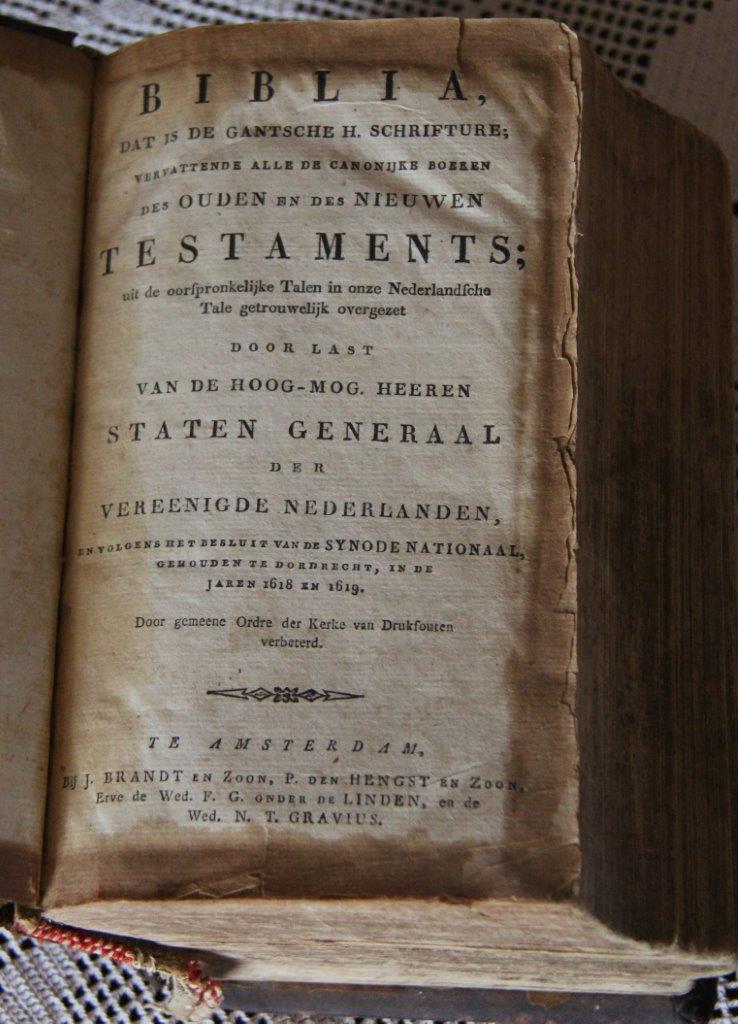 BIBLIA,
DAT IS DE GANTSCHE H. SCHRIFTURE;
VERVATTENDE ALLE DE CANONIJKE BOEKEN
DES OUDEN EN DES NIEUWEN
TESTAMENTS;
uit de oorſpronkelijke Talen in onze Nederlandſche
Tale getrouwelijk overgezet
DOOR LAST
VAN DE HOOG-MOG. HEEREN
STATEN GENERAAL
DER
VEREENIGDE NEDERLANDEN,
EN VOLGENS HET BESLUIT VAN DE SYNODE NATIONAAL,
GEHOUDEN TE DORDRECHT, IN DE
JAREN 1618 EN 1619.
Door gemeene Ordre der Kerke van Drukfouten
verbeterd.
TE AMSTERDAM,
Bij J. BRANDT EN ZOON, P. DEN HENGST EN ZOON,
Erve de Wed. F. G. ONDER DE LINDEN, en de
Wed. N. T. GRAVIUS.